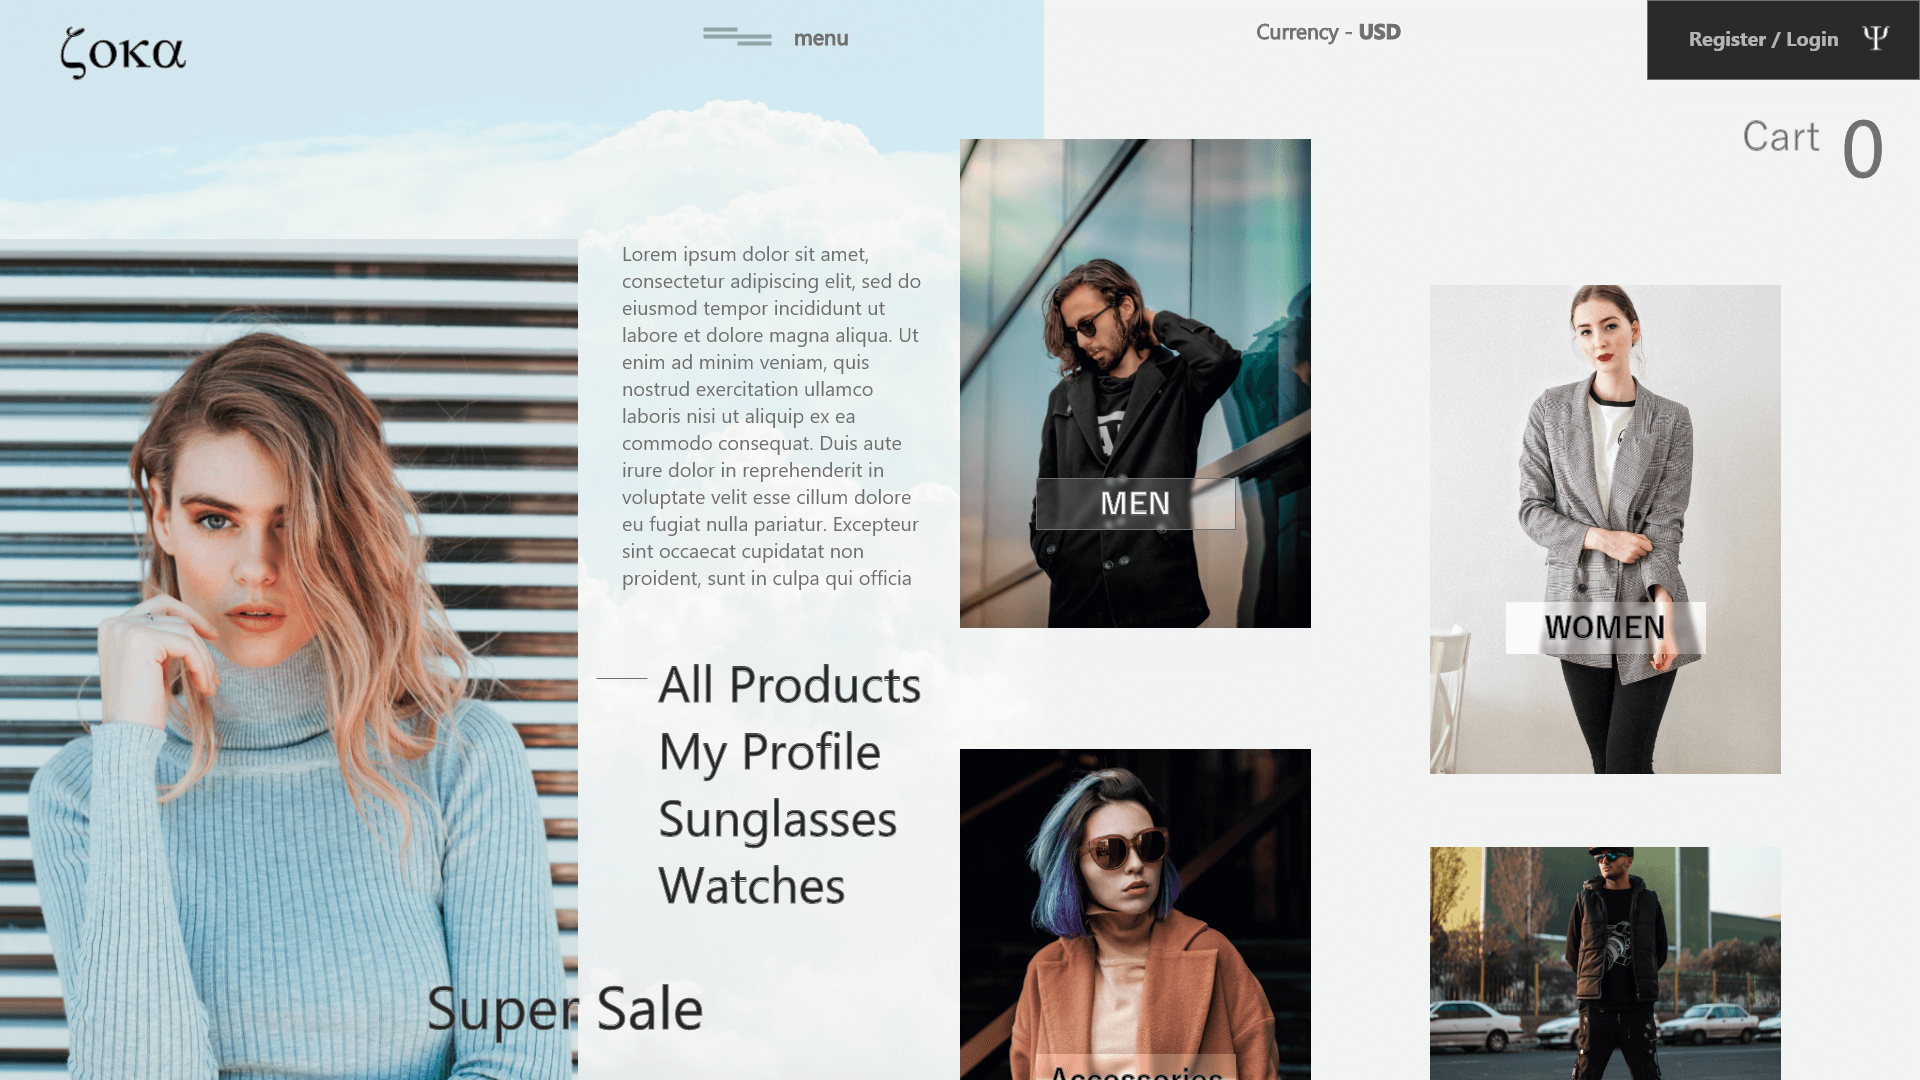 ζοκα
menu
Currency - USD
Register / Login Ψ
Cart 0
Lorem ipsum dolor sit amet,
consectetur adipiscing elit, sed do
eiusmod tempor incididunt ut
labore et dolore magna aliqua. Ut
enim ad minim veniam, quis
nostrud exercitation ullamco
laboris nisi ut aliquip ex ea
commodo consequat. Duis aute
irure dolor in reprehenderit in
voluptate velit esse cillum dolore
eu fugiat nulla pariatur. Excepteur
sint occaecat cupidatat non
proident, sunt in culpa qui officia
All Products
My Profile
Sunglasses
Watches
Super Sale
MEN
WOMEN
Accessories